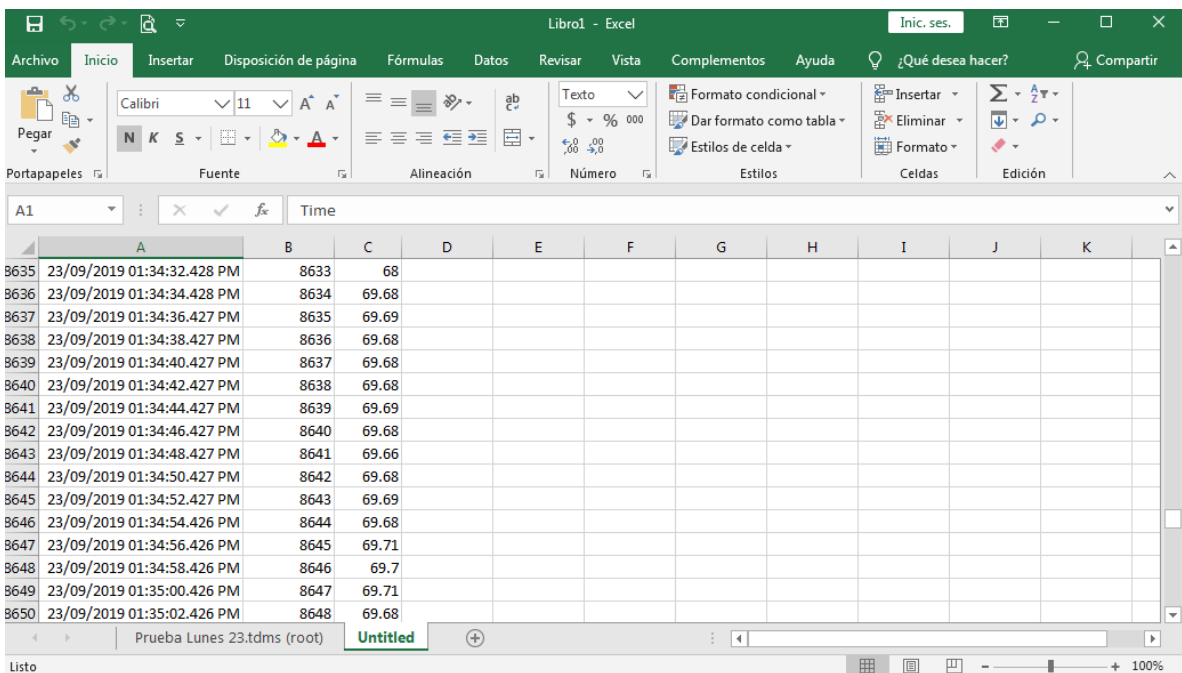 Libro1 - Excel
Inic. ses.
Archivo Inicio Insertar Disposición de página Fórmulas Datos Revisar Vista Complementos Ayuda ¿Qué desea hacer? Compartir
Pegar
Calibri 11 A A
N K S A
ab
Texto
$ % 000
Formato condicional
Dar formato como tabla
Estilos de celda
Insertar
Eliminar
Formato
Portapapeles Fuente Alineación Número Estilos Celdas Edición
A1 fx Time
A B C D E F G H I J K
8635 23/09/2019 01:34:32.428 PM 8633 68
8636 23/09/2019 01:34:34.428 PM 8634 69.68
8637 23/09/2019 01:34:36.427 PM 8635 69.69
8638 23/09/2019 01:34:38.427 PM 8636 69.68
8639 23/09/2019 01:34:40.427 PM 8637 69.68
8640 23/09/2019 01:34:42.427 PM 8638 69.68
8641 23/09/2019 01:34:44.427 PM 8639 69.69
8642 23/09/2019 01:34:46.427 PM 8640 69.68
8643 23/09/2019 01:34:48.427 PM 8641 69.66
8644 23/09/2019 01:34:50.427 PM 8642 69.68
8645 23/09/2019 01:34:52.427 PM 8643 69.69
8646 23/09/2019 01:34:54.426 PM 8644 69.68
8647 23/09/2019 01:34:56.426 PM 8645 69.71
8648 23/09/2019 01:34:58.426 PM 8646 69.7
8649 23/09/2019 01:35:00.426 PM 8647 69.71
8650 23/09/2019 01:35:02.426 PM 8648 69.68
Prueba Lunes 23.tdms (root) Untitled
Listo 100%